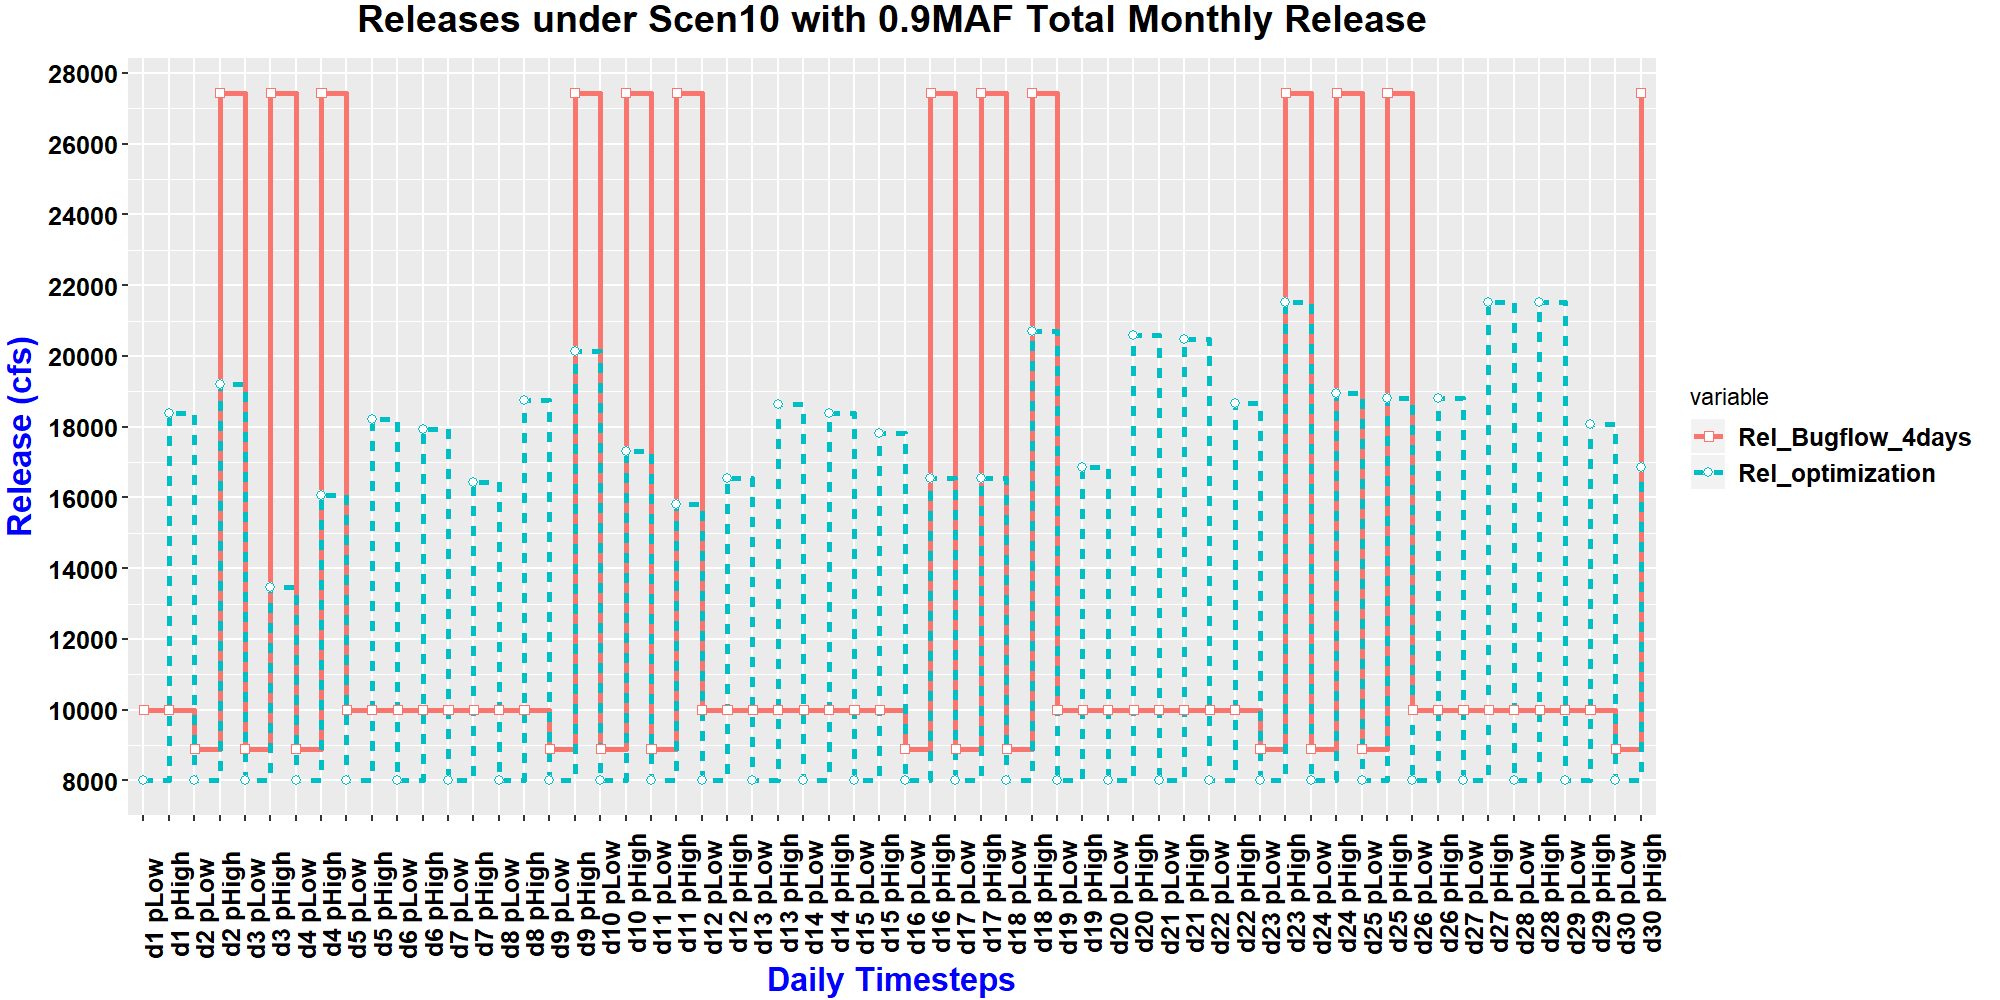 Releases under Scen10 with 0.9MAF Total Monthly Release
Release (cfs)
28000
26000
24000
22000
20000
18000
16000
14000
12000
10000
8000
d1 pLow
d1 pHigh
d2 pLow
d2 pHigh
d3 pLow
d3 pHigh
d4 pLow
d4 pHigh
d5 pLow
d5 pHigh
d6 pLow
d6 pHigh
d7 pLow
d7 pHigh
d8 pLow
d8 pHigh
d9 pLow
d9 pHigh
d10 pLow
d10 pHigh
d11 pLow
d11 pHigh
d12 pLow
d12 pHigh
d13 pLow
d13 pHigh
d14 pLow
d14 pHigh
d15 pLow
d15 pHigh
d16 pLow
d16 pHigh
d17 pLow
d17 pHigh
d18 pLow
d18 pHigh
d19 pLow
d19 pHigh
d20 pLow
d20 pHigh
d21 pLow
d21 pHigh
d22 pLow
d22 pHigh
d23 pLow
d23 pHigh
d24 pLow
d24 pHigh
d25 pLow
d25 pHigh
d26 pLow
d26 pHigh
d27 pLow
d27 pHigh
d28 pLow
d28 pHigh
d29 pLow
d29 pHigh
d30 pLow
d30 pHigh
Daily Timesteps
variable
Rel_Bugflow_4days
Rel_optimization